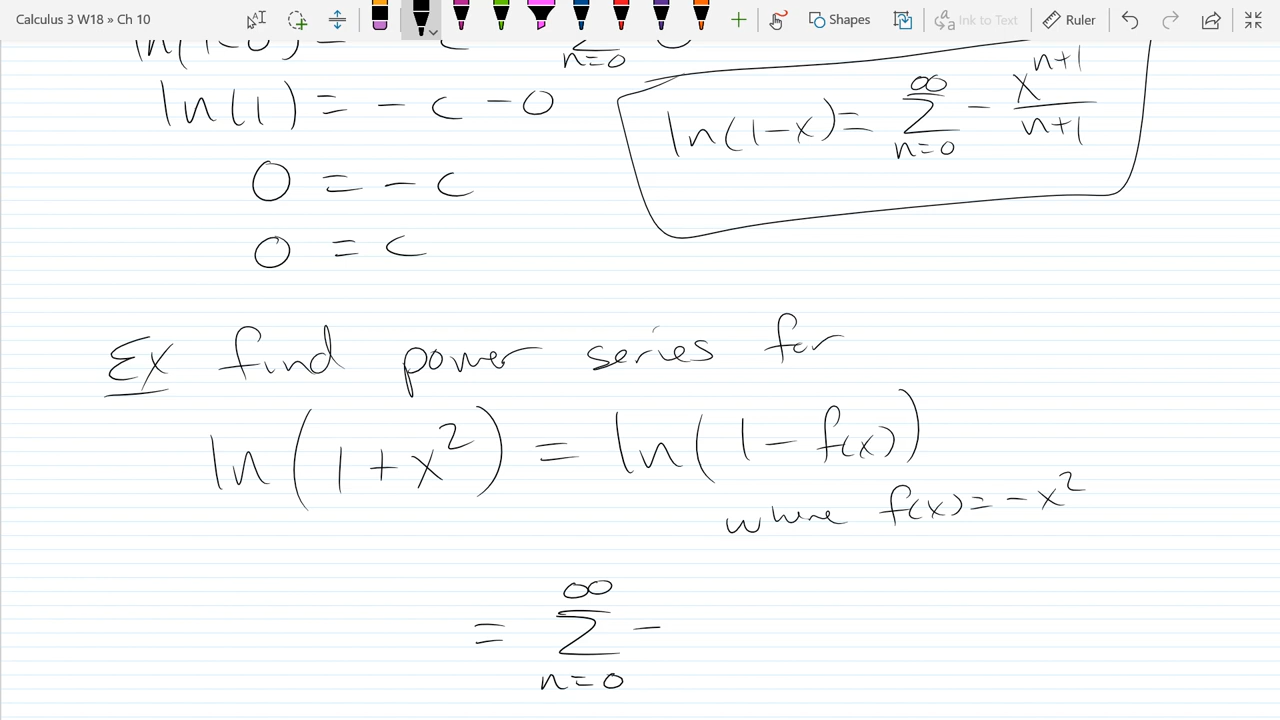 Calculus 3 W18 » Ch 10
Shapes
Ink to Text
Ruler
n=0
ln(1) = - c - 0
0 = - c
0 = c
ln(1-x) = ∞ Σ n=0 - x^(n+1) / (n+1)
Ex find power series for
ln(1+x²) = ln(1-f(x))
where f(x) = -x²
= ∞ Σ n=0 -